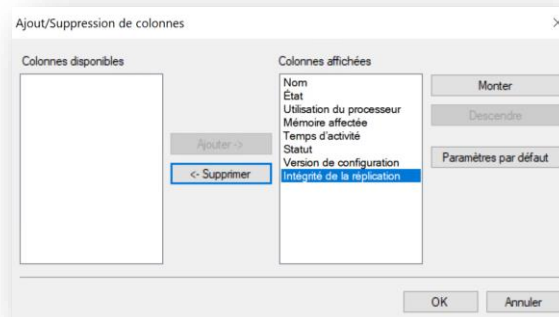 Ajout/Suppression de colonnes
Colonnes disponibles
Colonnes affichées
Nom
État
Utilisation du processeur
Mémoire affectée
Temps d'activité
Statut
Version de configuration
Intégrité de la réplication
Ajouter ->
<- Supprimer
Monter
Descendre
Paramètres par défaut
OK
Annuler